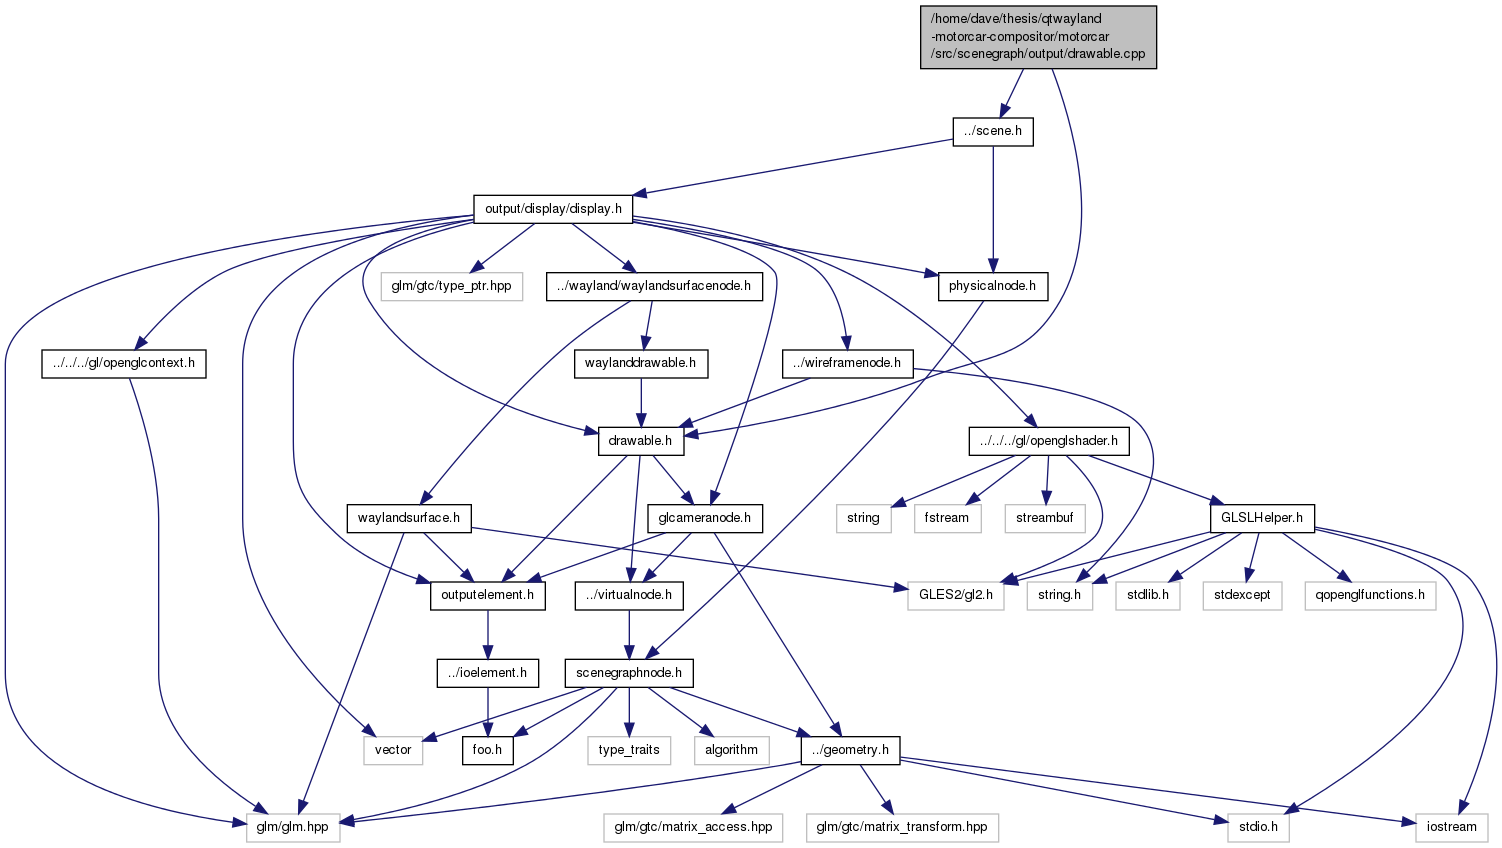 /home/dave/thesis/qtwayland
-motorcar-compositor/motorcar
/src/scenegraph/output/drawable.cpp
../scene.h
output/display/display.h
glm/gtc/type_ptr.hpp
../wayland/waylandsurfacenode.h
physicalnode.h
../../../gl/openglcontext.h
waylanddrawable.h
../wireframenode.h
drawable.h
../../../gl/openglshader.h
waylandsurface.h
glcameranode.h
string
fstream
streambuf
GLSLHelper.h
outputelement.h
../virtualnode.h
GLES2/gl2.h
string.h
stdlib.h
stdexcept
qopenglfunctions.h
../ioelement.h
scenegraphnode.h
vector
foo.h
type_traits
algorithm
../geometry.h
glm/glm.hpp
glm/gtc/matrix_access.hpp
glm/gtc/matrix_transform.hpp
stdio.h
iostream